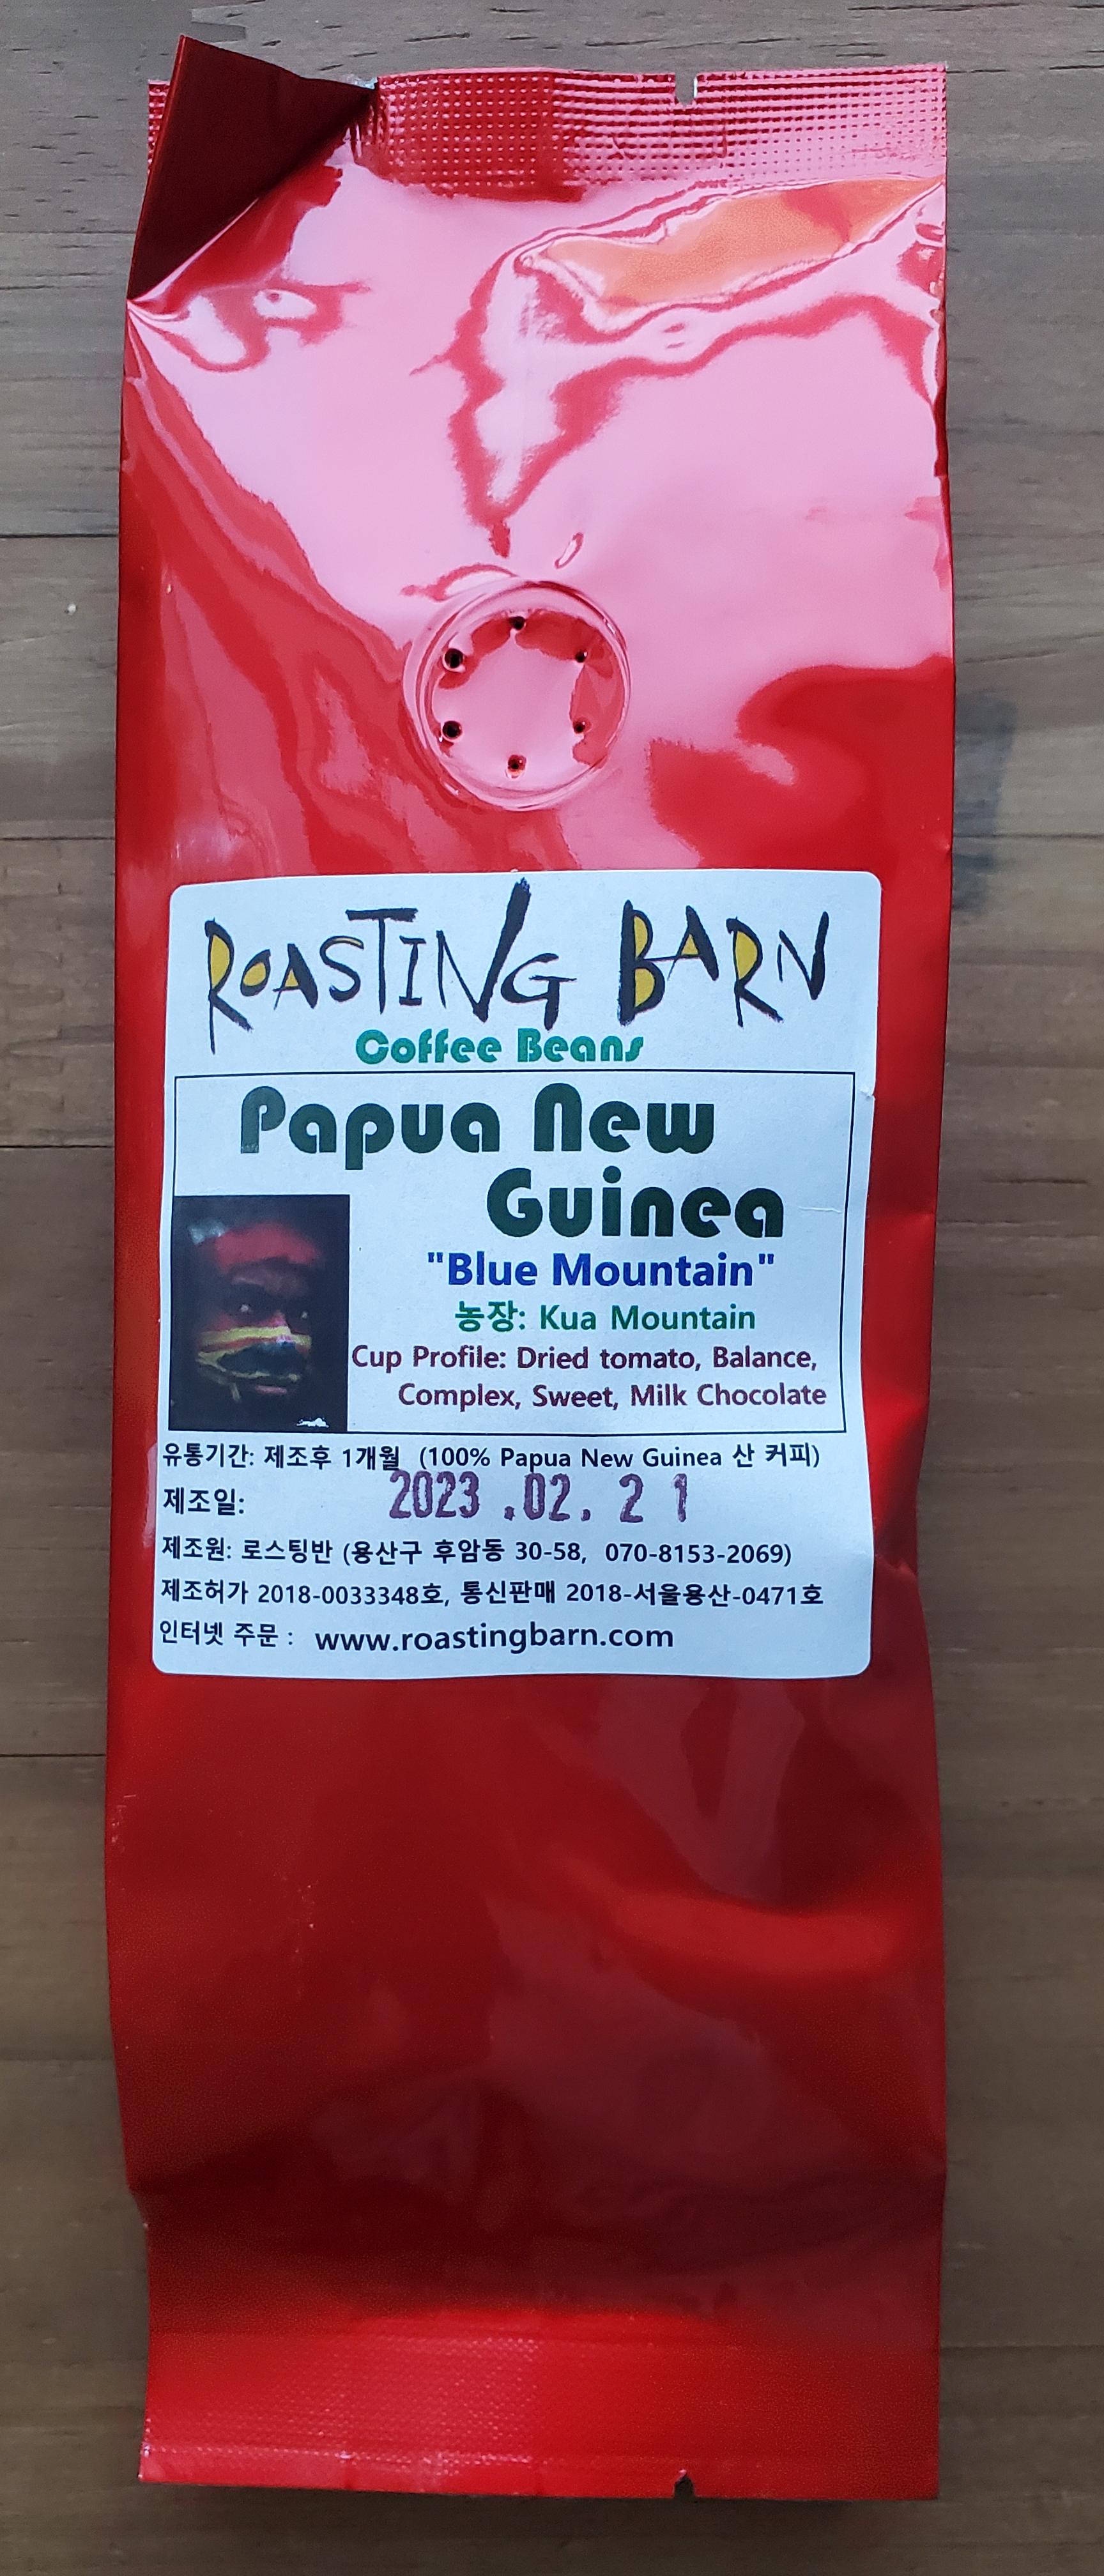 ROASTING BARN
Coffee Beans
Papua New
Guinea
"Blue Mountain"
농장: Kua Mountain
Cup Profile: Dried tomato, Balance,
Complex, Sweet, Milk Chocolate
유통기간: 제조후 1개월 (100% Papua New Guinea 산 커피)
제조일: 2023 .02. 2 1
제조원: 로스팅반 (용산구 후암동 30-58, 070-8153-2069)
제조허가 2018-0033348호, 통신판매 2018-서울용산-0471호
인터넷 주문 : www.roastingbarn.com